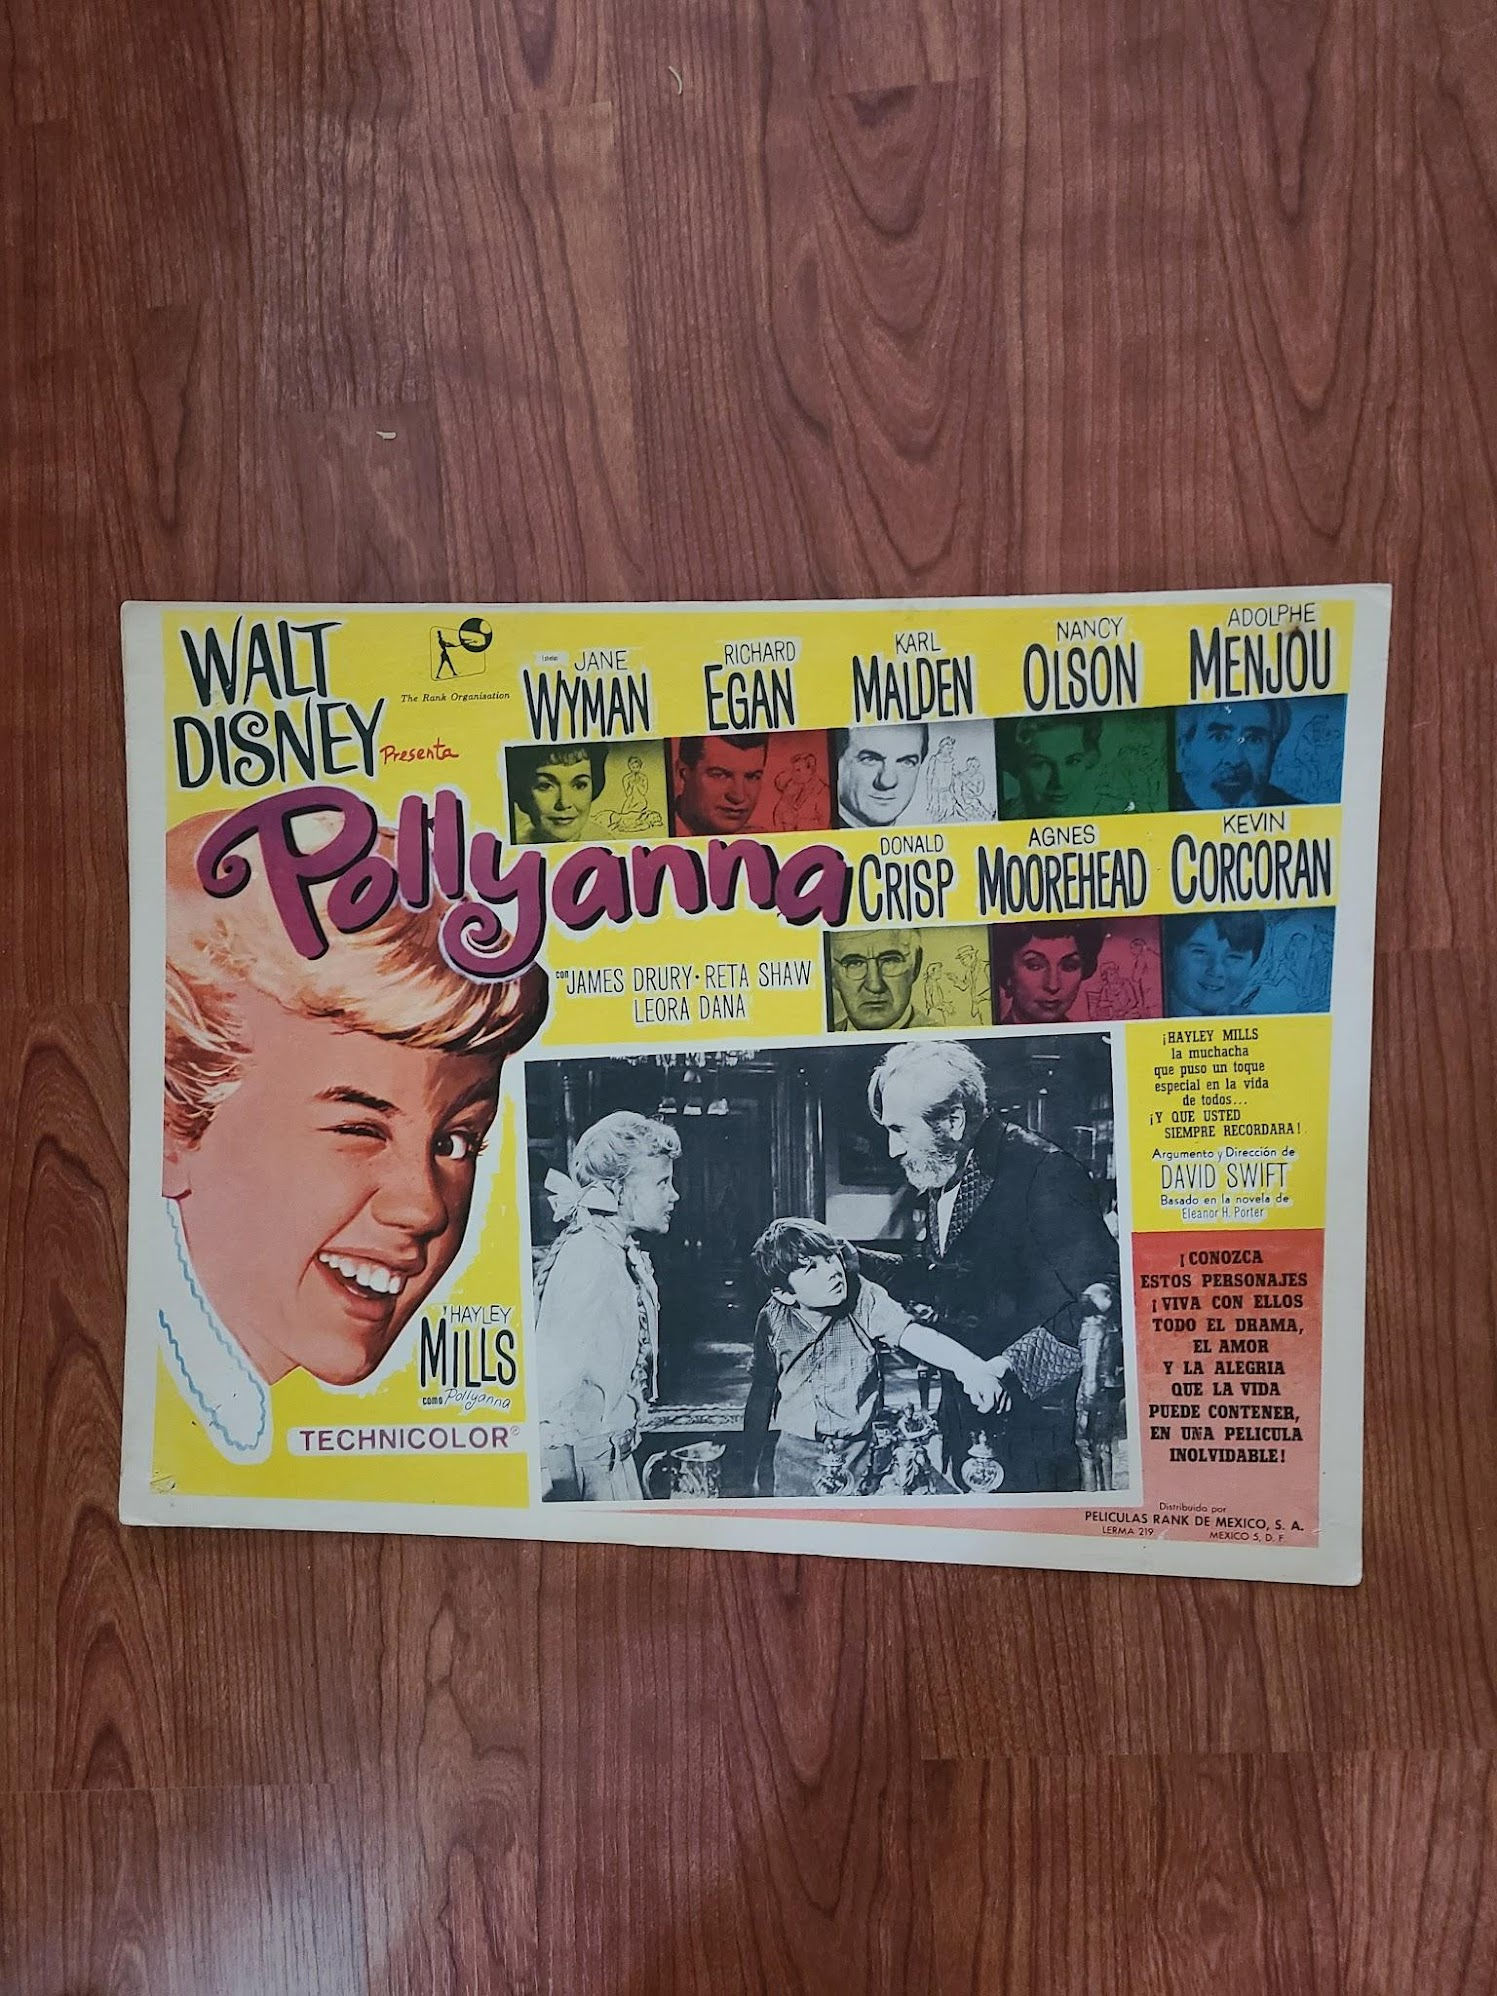 WALT
DISNEY
Presenta
The Rank Organisation
JANE
WYMAN
RICHARD
EGAN
KARL
MALDEN
NANCY
OLSON
ADOLPHE
MENJOU
Pollyanna
DONALD
CRISP
AGNES
MOOREHEAD
KEVIN
CORCORAN
con JAMES DRURY · RETA SHAW
LEORA DANA
¡HAYLEY MILLS
la muchacha
que puso un toque
especial en la vida
de todos...
¡Y QUE USTED
SIEMPRE RECORDARA!
Argumento y Dirección de
DAVID SWIFT
Basado en la novela de
Eleanor H. Porter
Y HAYLEY
MILLS
como Pollyanna
TECHNICOLOR®
¡CONOZCA
ESTOS PERSONAJES
¡VIVA CON ELLOS
TODO EL DRAMA,
EL AMOR
Y LA ALEGRIA
QUE LA VIDA
PUEDE CONTENER,
EN UNA PELICULA
INOLVIDABLE!
Distribuida por
PELICULAS RANK DE MEXICO, S. A.
LERMA 219 MEXICO 5, D. F.